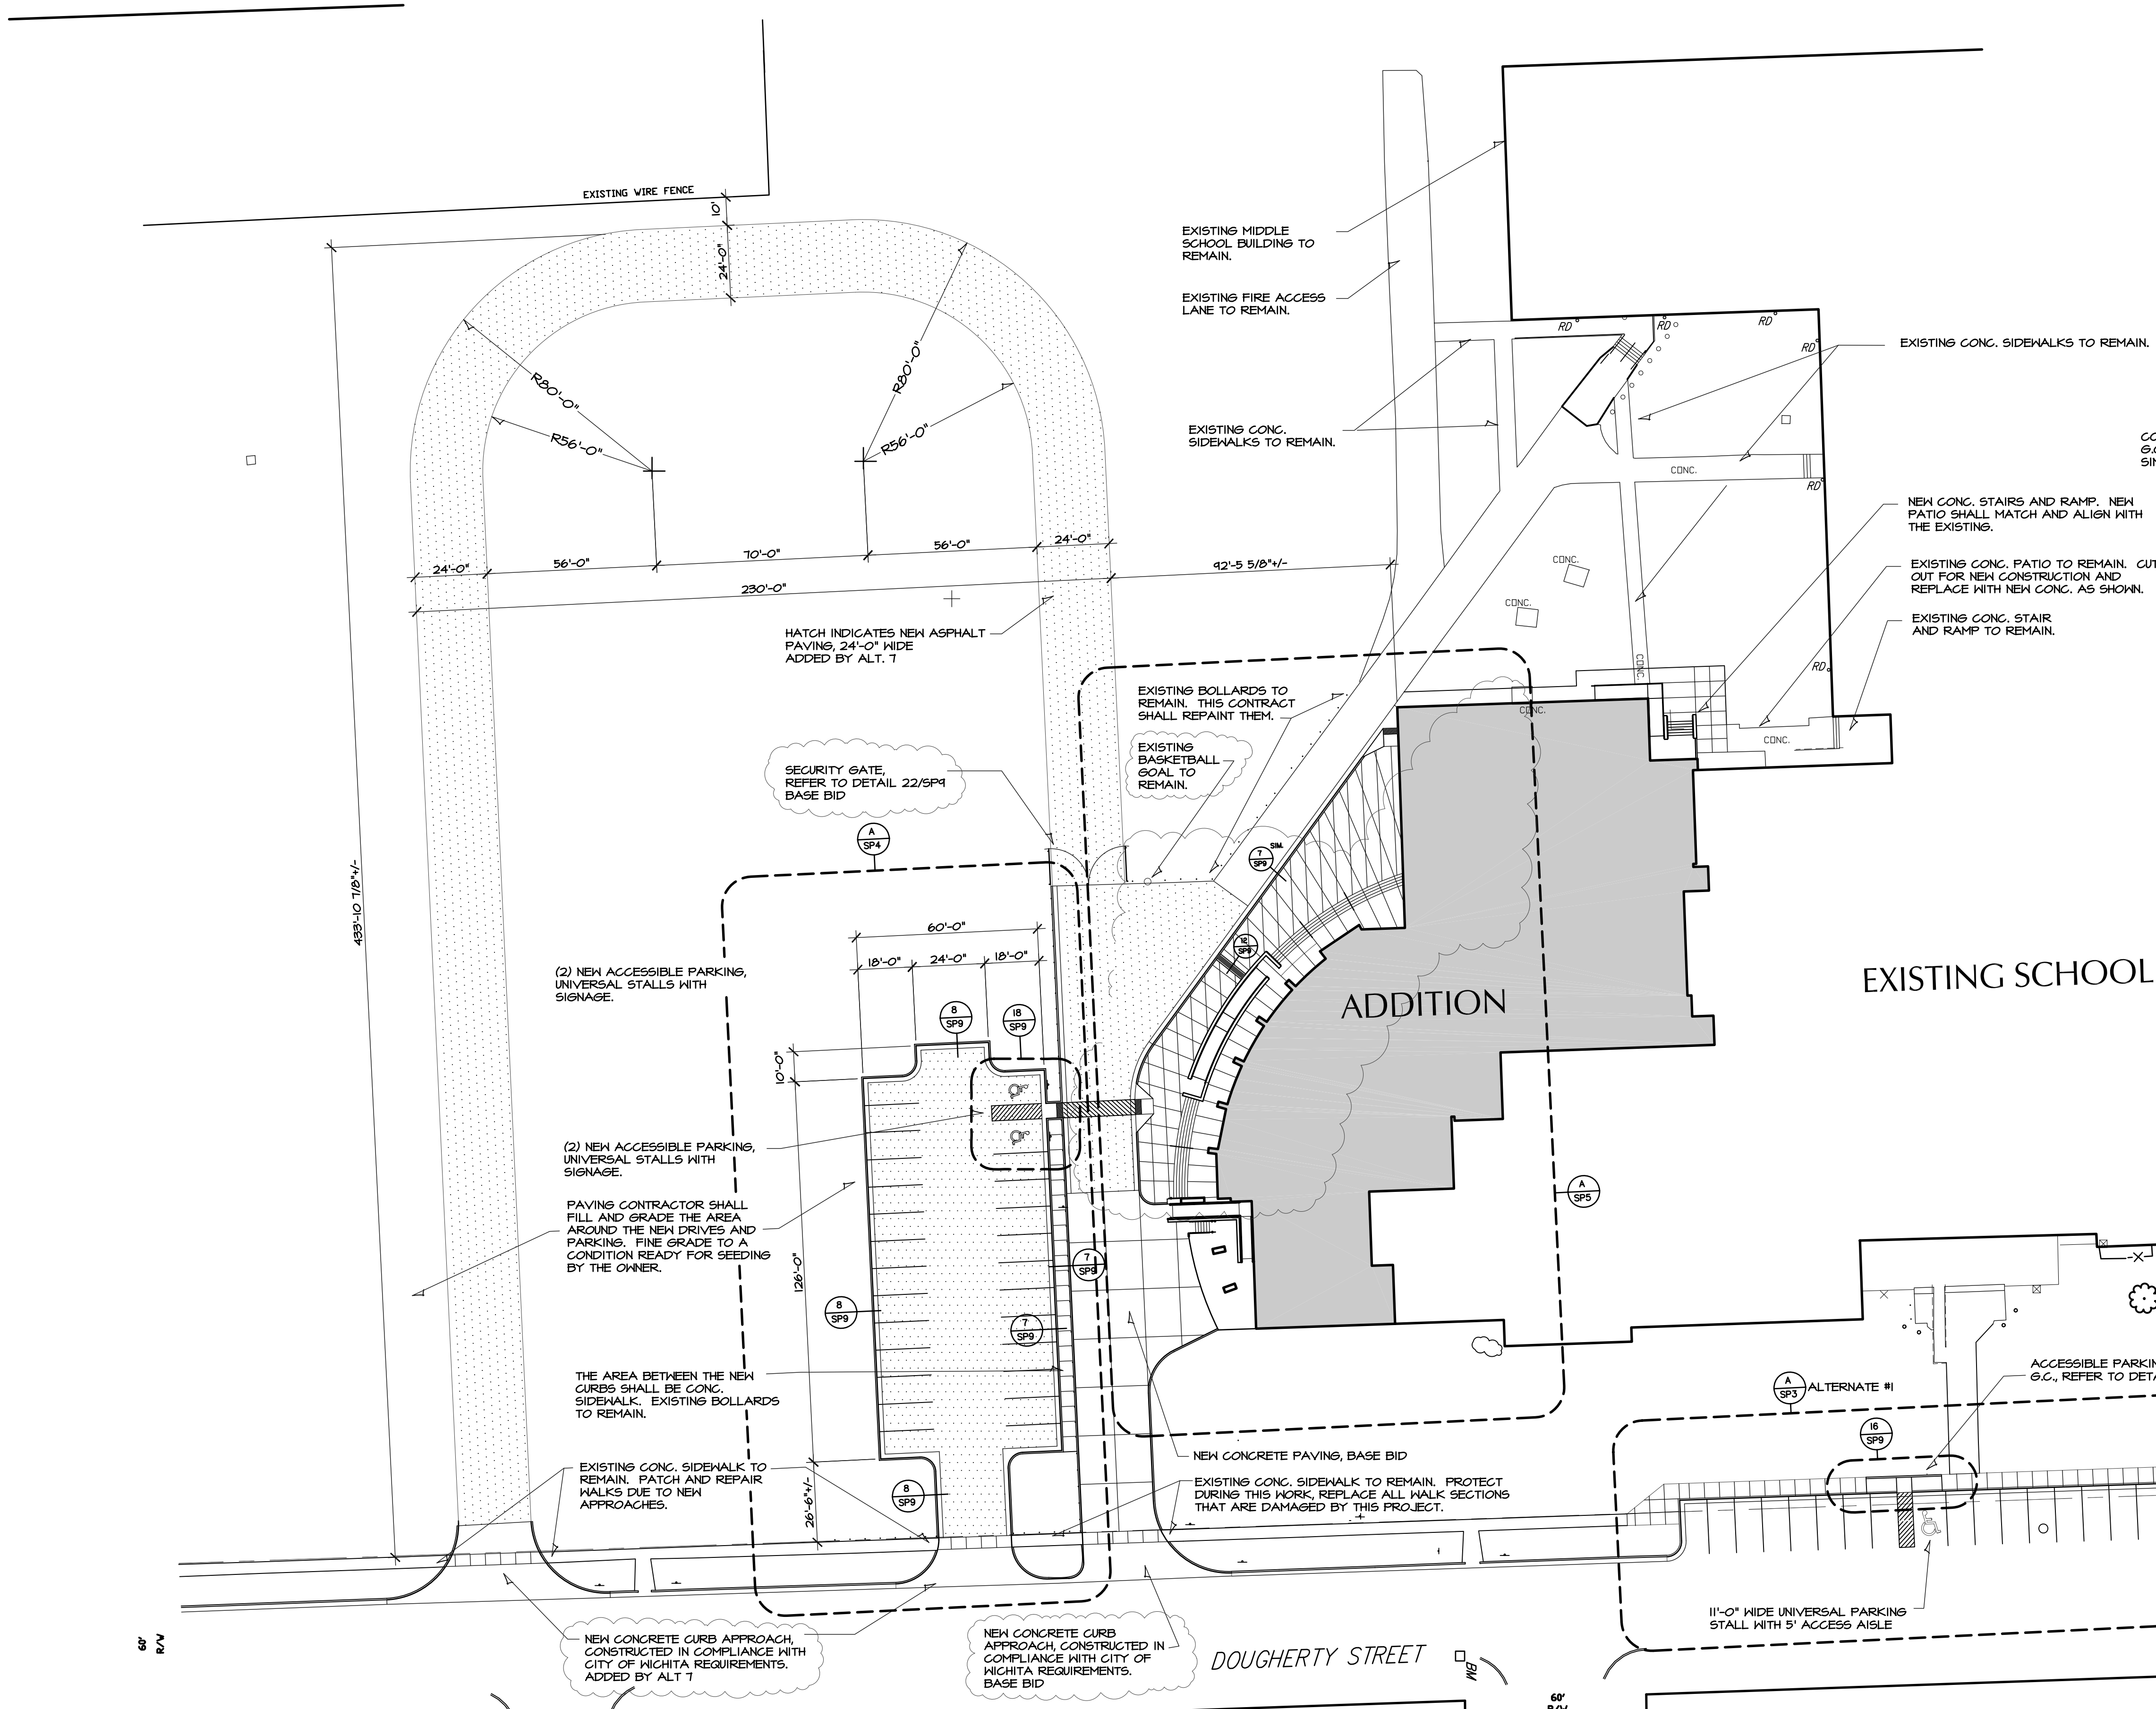 EXISTING WIRE FENCE
10'
24'-0"
R80'-0"
R56'-0"
R80'-0"
R56'-0"
24'-0"
56'-0"
70'-0"
56'-0"
24'-0"
230'-0"
92'-5 5/8"+/-
433'-10 7/8"+/-
EXISTING MIDDLE
SCHOOL BUILDING TO
REMAIN.
EXISTING FIRE ACCESS
LANE TO REMAIN.
EXISTING CONC.
SIDEWALKS TO REMAIN.
RD
RD
RD
RD
EXISTING CONC. SIDEWALKS TO REMAIN.
CONC.
RD
CONC.
CONC.
CONC.
RD
CONC.
CONC.
NEW CONC. STAIRS AND RAMP. NEW
PATIO SHALL MATCH AND ALIGN WITH
THE EXISTING.
EXISTING CONC. PATIO TO REMAIN. CUT
OUT FOR NEW CONSTRUCTION AND
REPLACE WITH NEW CONC. AS SHOWN.
EXISTING CONC. STAIR
AND RAMP TO REMAIN.
HATCH INDICATES NEW ASPHALT
PAVING, 24'-0" WIDE
ADDED BY ALT. 7
EXISTING BOLLARDS TO
REMAIN. THIS CONTRACT
SHALL REPAINT THEM.
EXISTING
BASKETBALL
GOAL TO
REMAIN.
SECURITY GATE,
REFER TO DETAIL 22/SP9
BASE BID
A
SP4
7
SP9
SIM.
12
SP9
ADDITION
EXISTING SCHOOL
60'-0"
18'-0"
24'-0"
18'-0"
(2) NEW ACCESSIBLE PARKING,
UNIVERSAL STALLS WITH
SIGNAGE.
8
SP9
18
SP9
10'-0"
(2) NEW ACCESSIBLE PARKING,
UNIVERSAL STALLS WITH
SIGNAGE.
PAVING CONTRACTOR SHALL
FILL AND GRADE THE AREA
AROUND THE NEW DRIVES AND
PARKING. FINE GRADE TO A
CONDITION READY FOR SEEDING
BY THE OWNER.
126'-0"
8
SP9
7
SP9
7
SP9
A
SP5
THE AREA BETWEEN THE NEW
CURBS SHALL BE CONC.
SIDEWALK. EXISTING BOLLARDS
TO REMAIN.
EXISTING CONC. SIDEWALK TO
REMAIN. PATCH AND REPAIR
WALKS DUE TO NEW
APPROACHES.
8
SP9
26'-6"+/-
NEW CONCRETE PAVING, BASE BID
EXISTING CONC. SIDEWALK TO REMAIN. PROTECT
DURING THIS WORK, REPLACE ALL WALK SECTIONS
THAT ARE DAMAGED BY THIS PROJECT.
A
SP3
ALTERNATE #1
16
SP9
ACCESSIBLE PARKIN
G.C., REFER TO DETA
11'-0" WIDE UNIVERSAL PARKING
STALL WITH 5' ACCESS AISLE
60'
R/W
NEW CONCRETE CURB APPROACH,
CONSTRUCTED IN COMPLIANCE WITH
CITY OF WICHITA REQUIREMENTS.
ADDED BY ALT 7
NEW CONCRETE CURB
APPROACH, CONSTRUCTED IN
COMPLIANCE WITH CITY OF
WICHITA REQUIREMENTS.
BASE BID
DOUGHERTY STREET
BM
60'
R/W